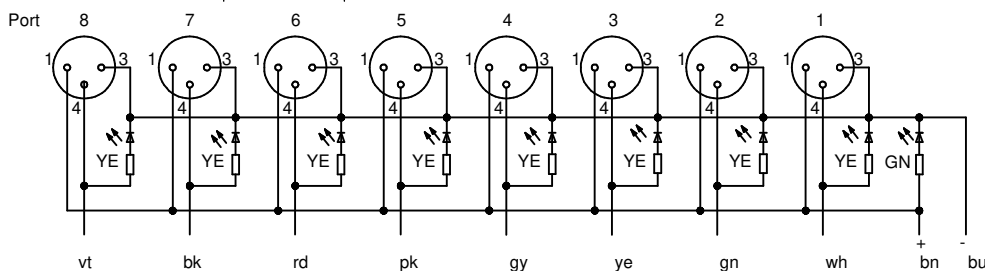 Port 8 7 6 5 4 3 2 1
1 3 1 3 1 3 1 3 1 3 1 3 1 3 1 3
4 4 4 4 4 4 4 4
YE YE YE YE YE YE YE YE GN
+ -
vt bk rd pk gy ye gn wh bn bu